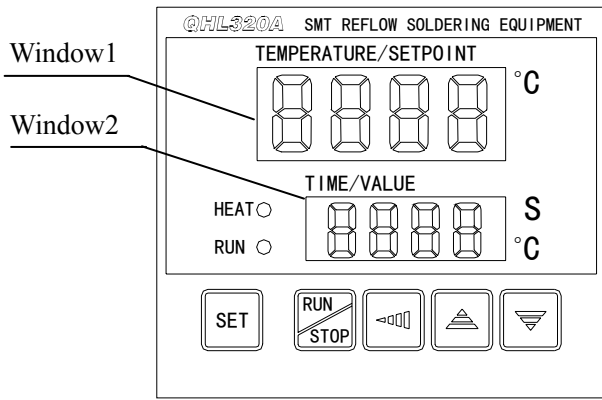 QHL320A SMT REFLOW SOLDERING EQUIPMENT
Window1
TEMPERATURE/SETPOINT
°C
Window2
TIME/VALUE
HEAT
S
RUN
°C
SET
RUN
STOP